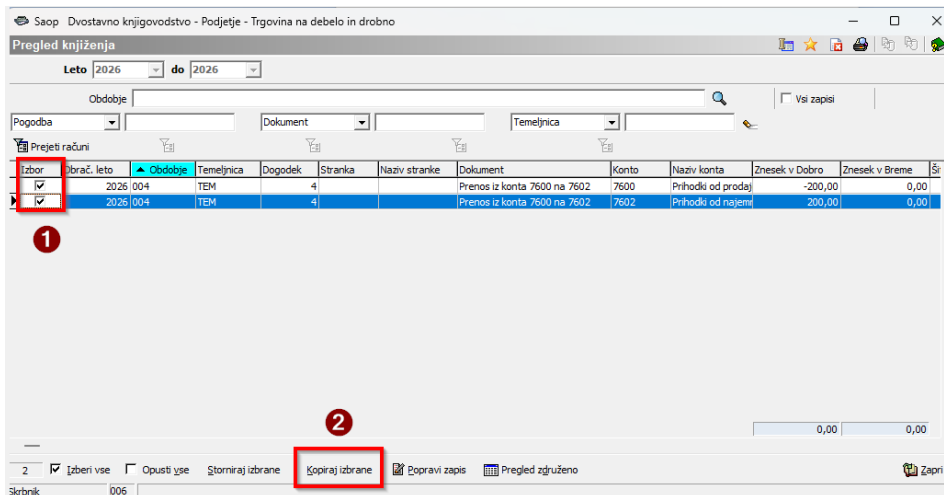 Saop Dvostavno knjigovodstvo - Podjetje - Trgovina na debelo in drobno
Pregled knjiženja
Leto 2026 do 2026
Obdobje Vsi zapisi
Pogodba Dokument Temeljnica
Prejeti računi
Izbor Obrač. leto Obdobje Temeljnica Dogodek Stranka Naziv stranke Dokument Konto Naziv konta Znesek v Dobro Znesek v Breme Ši
2026 004 TEM 4 Prenos iz konta 7600 na 7602 7600 Prihodki od prodaj -200,00 0,00
2026 004 TEM 4 Prenos iz konta 7600 na 7602 7602 Prihodki od najemn 200,00 0,00
1
2
0,00 0,00
2 Izberi vse Opusti vse Storniraj izbrane Kopiraj izbrane Popravi zapis Pregled združeno Zapri
Skrbnik 006